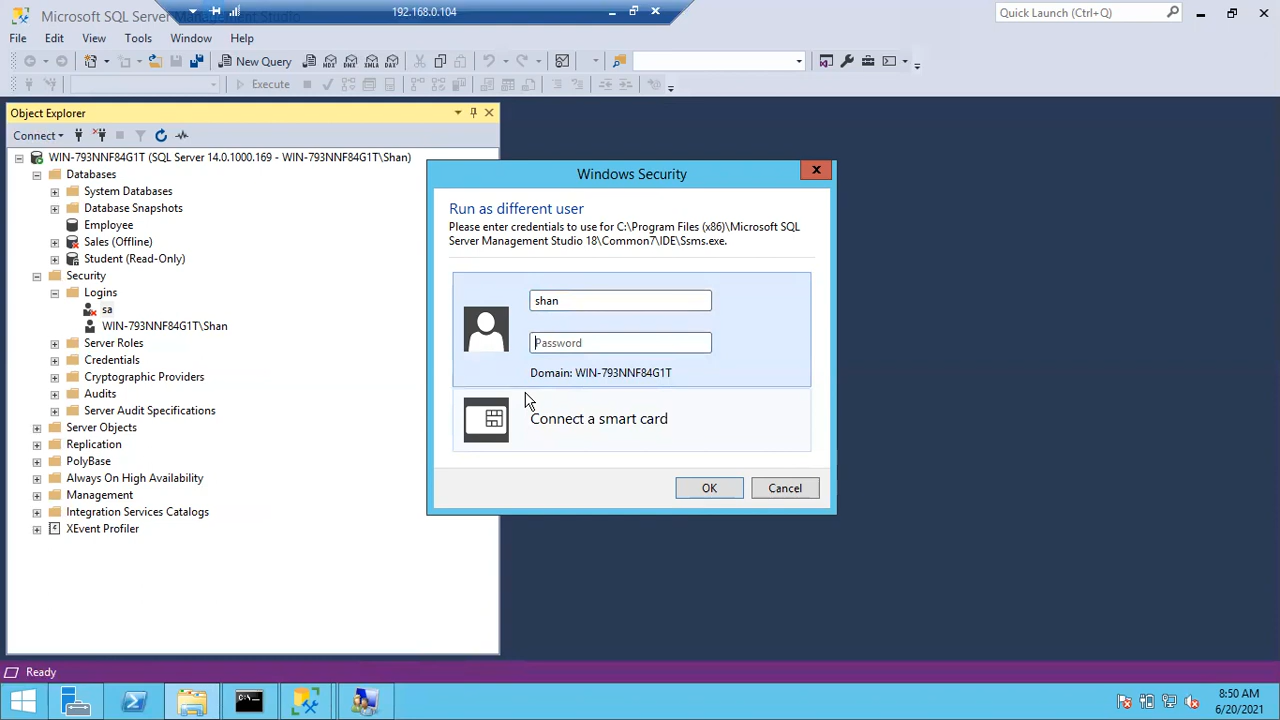 Microsoft SQL Server Management Studio
192.168.0.104
Quick Launch (Ctrl+Q)
File Edit View Tools Window Help
New Query
Execute
Object Explorer
Connect
WIN-793NNF84G1T (SQL Server 14.0.1000.169 - WIN-793NNF84G1T\Shan)
Databases
System Databases
Database Snapshots
Employee
Sales (Offline)
Student (Read-Only)
Security
Logins
sa
WIN-793NNF84G1T\Shan
Server Roles
Credentials
Cryptographic Providers
Audits
Server Audit Specifications
Server Objects
Replication
PolyBase
Always On High Availability
Management
Integration Services Catalogs
XEvent Profiler
Windows Security
Run as different user
Please enter credentials to use for C:\Program Files (x86)\Microsoft SQL
Server Management Studio 18\Common7\IDE\Ssms.exe.
shan
Password
Domain: WIN-793NNF84G1T
Connect a smart card
OK Cancel
Ready
8:50 AM
6/20/2021